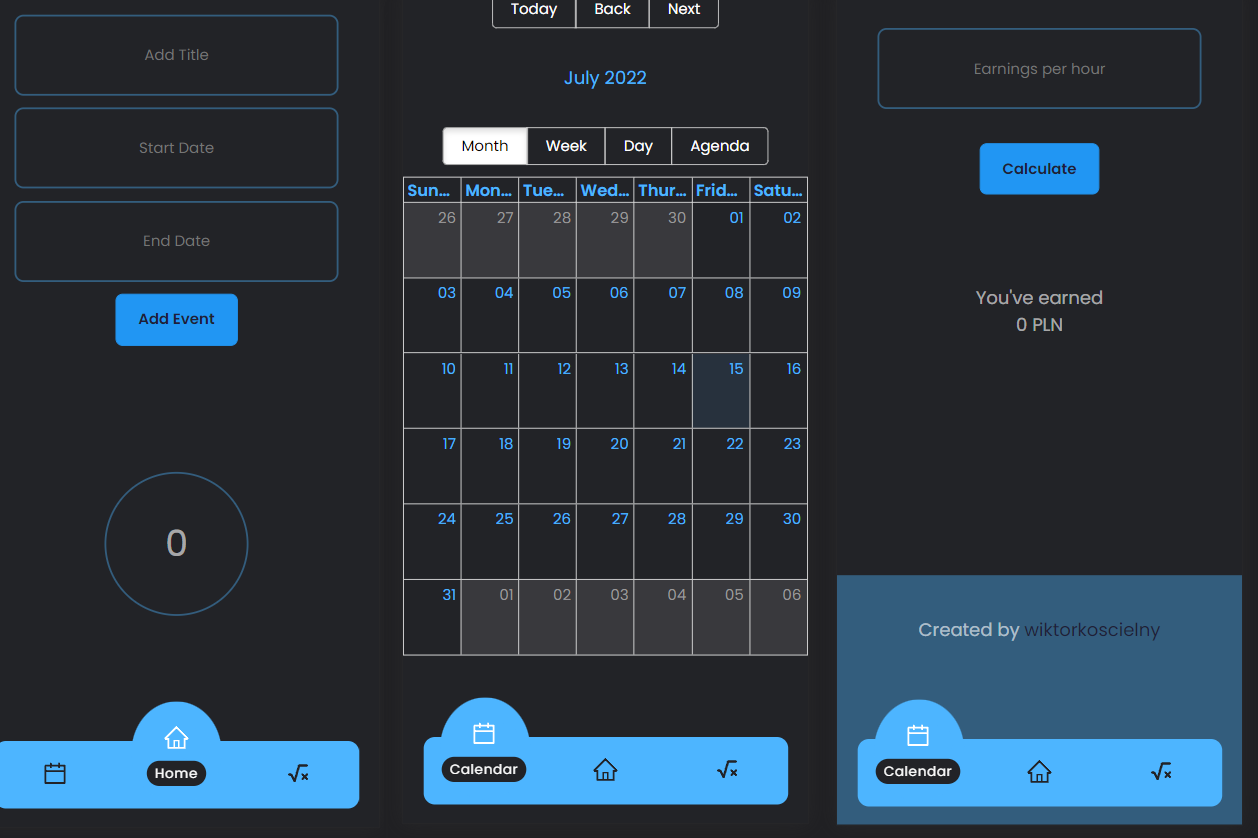 Add Title
Start Date
End Date
Add Event
0
Home
Today Back Next
July 2022
Month Week Day Agenda
Sun... Mon... Tue... Wed... Thur... Frid... Satu...
26 27 28 29 30 01 02
03 04 05 06 07 08 09
10 11 12 13 14 15 16
17 18 19 20 21 22 23
24 25 26 27 28 29 30
31 01 02 03 04 05 06
Calendar
√x
Earnings per hour
Calculate
You've earned
0 PLN
Created by wiktorkoscielny
Calendar
√x